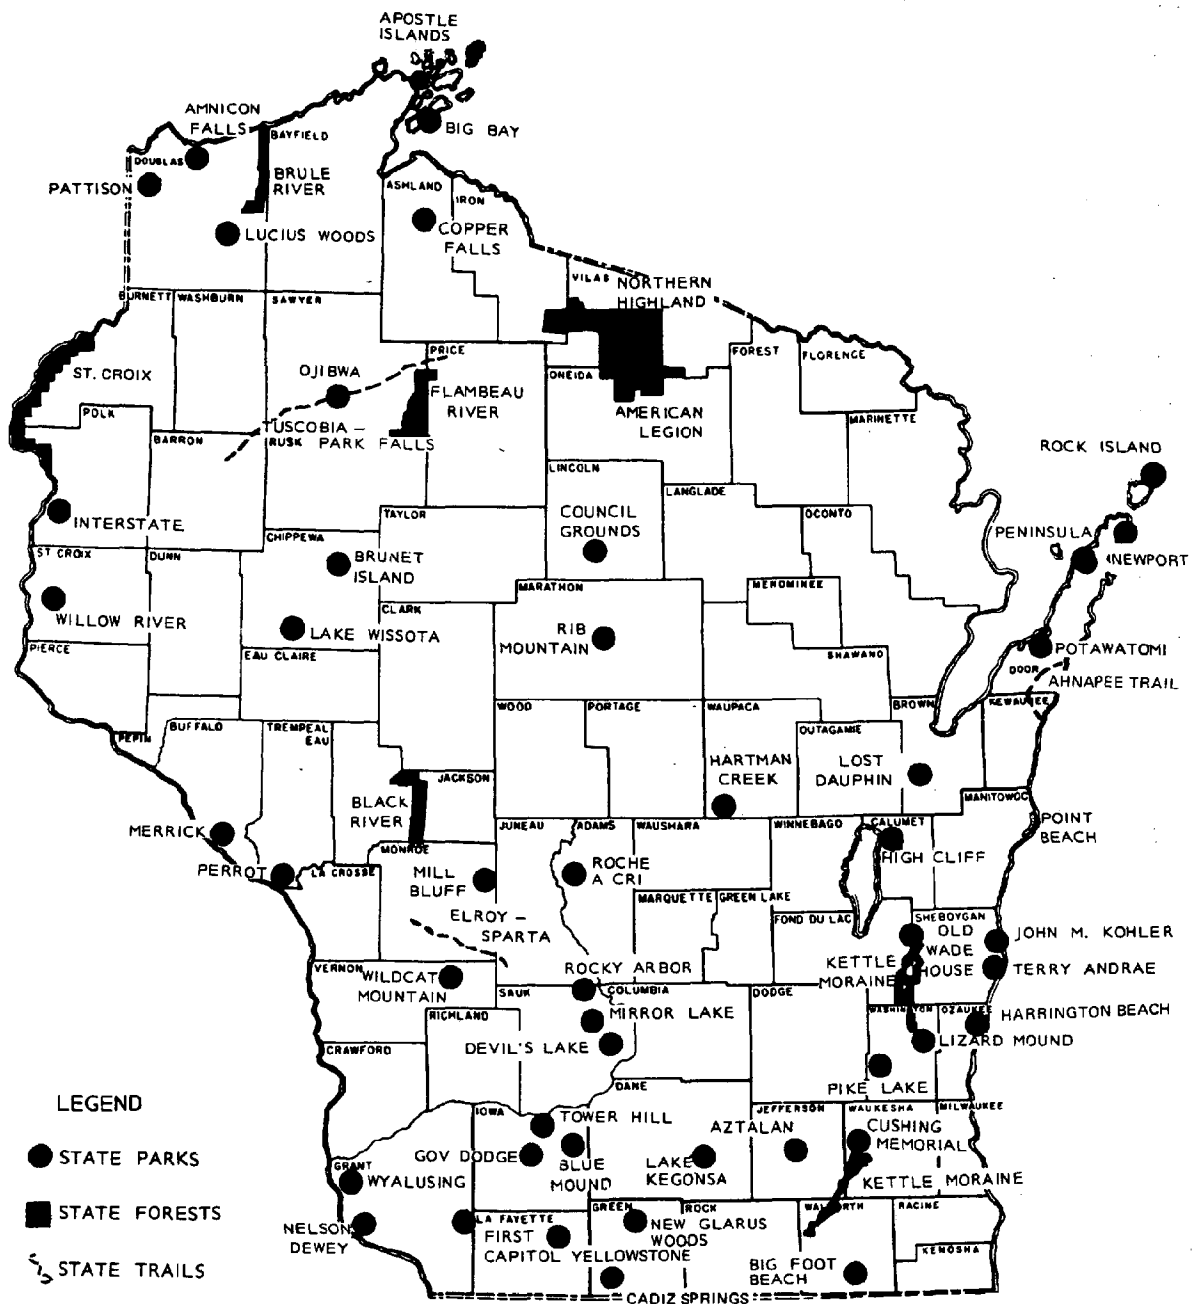 APOSTLE
ISLANDS
AMNICON
FALLS
BAYFIELD
BIG BAY
DOUGLAS
PATTISON
BRULE
RIVER
ASHLAND
IRON
LUCIUS WOODS
COPPER
FALLS
VILAS
NORTHERN
HIGHLAND
BURNETT
WASHBURN
SAWYER
PRICE
FOREST
FLORENCE
ST. CROIX
OJIBWA
ONEIDA
FLAMBEAU
RIVER
POLK
AMERICAN
LEGION
MARINETTE
BARRON
TUSCOBIA –
RUSK
PARK FALLS
ROCK ISLAND
LINCOLN
LANGLADE
INTERSTATE
TAYLOR
COUNCIL
GROUNDS
OCONTO
CHIPPEWA
PENINSULA
NEWPORT
ST CROIX
DUNN
BRUNET
ISLAND
MARATHON
MENOMINEE
WILLOW RIVER
LAKE WISSOTA
CLARK
RIB
MOUNTAIN
PIERCE
EAU CLAIRE
SHAWANO
POTAWATOMI
DOOR
AHNAPEE TRAIL
WOOD
PORTAGE
WAUPACA
BROWN
KEWAUNEE
PEPIN
BUFFALO
TREMPEAL
EAU
OUTAGAMIE
HARTMAN
CREEK
LOST
DAUPHIN
JACKSON
BLACK
RIVER
MANITOWOC
POINT
BEACH
MERRICK
JUNEAU
ADAMS
WAUSHARA
WINNEBAGO
CALUMET
MONROE
HIGH CLIFF
PERROT
LA CROSSE
MILL
BLUFF
ROCHE
A CRI
MARQUETTE
GREEN LAKE
FOND DU LAC
SHEBOYGAN
ELROY –
SPARTA
OLD
WADE
HOUSE
JOHN M. KOHLER
KETTLE
MORAINE
TERRY ANDRAE
VERNON
WILDCAT
MOUNTAIN
ROCKY ARBOR
SAUK
COLUMBIA
DODGE
MIRROR LAKE
WASHINGTON
OZAUKEE
HARRINGTON BEACH
RICHLAND
DEVIL'S LAKE
LIZARD MOUND
CRAWFORD
PIKE LAKE
DANE
LEGEND
IOWA
TOWER HILL
JEFFERSON
WAUKESHA
MILWAUKEE
AZTALAN
CUSHING
MEMORIAL
STATE PARKS
GOV DODGE
BLUE
MOUND
LAKE
KEGONSA
GRANT
WYALUSING
KETTLE MORAINE
STATE FORESTS
NELSON
DEWEY
LA FAYETTE
GREEN
ROCK
WALWORTH
RACINE
FIRST
CAPITOL
NEW GLARUS
WOODS
KENOSHA
YELLOWSTONE
STATE TRAILS
BIG FOOT
BEACH
CADIZ SPRINGS